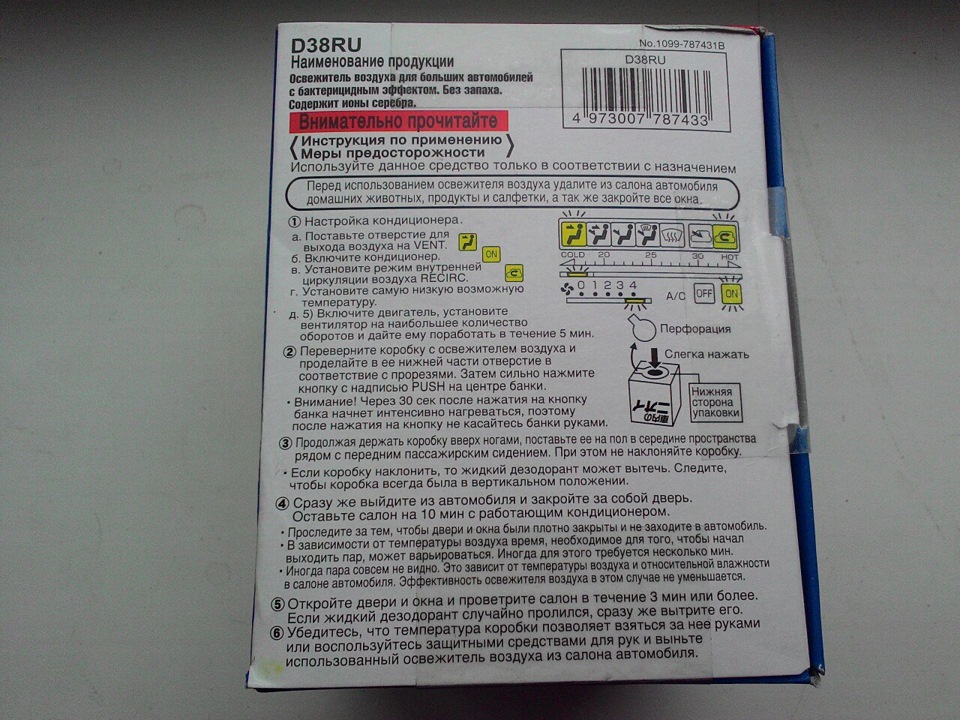 D38RU
No.1099-787431B
Наименование продукции
Освежитель воздуха для больших автомобилей
с бактерицидным эффектом. Без запаха.
Содержит ионы серебра.
D38RU
4 973007 787433
Внимательно прочитайте
Инструкция по применению
Меры предосторожности
Используйте данное средство только в соответствии с назначением
Перед использованием освежителя воздуха удалите из салона автомобиля
домашних животных, продукты и салфетки, а так же закройте все окна.
① Настройка кондиционера.
а. Поставьте отверстие для
выхода воздуха на VENT.
б. Включите кондиционер. ON
в. Установите режим внутренней
циркуляции воздуха RECIRC.
г. Установите самую низкую возможную
температуру.
д. 5) Включите двигатель, установите
вентилятор на наибольшее количество
оборотов и дайте ему поработать в течение 5 мин.
COLD 20 25 30 HOT
0 1 2 3 4 A/C OFF ON
Перфорация
Слегка нажать
Нижняя
сторона
упаковки
② Переверните коробку с освежителем воздуха и
проделайте в ее нижней части отверстие в
соответствие с прорезями. Затем сильно нажмите
кнопку с надписью PUSH на центре банки.
• Внимание! Через 30 сек после нажатия на кнопку
банка начнет интенсивно нагреваться, поэтому
после нажатия на кнопку не касайтесь банки руками.
③ Продолжая держать коробку вверх ногами, поставьте ее на пол в середине пространства
рядом с передним пассажирским сидением. При этом не наклоняйте коробку.
• Если коробку наклонить, то жидкий дезодорант может вытечь. Следите,
чтобы коробка всегда была в вертикальном положении.
④ Сразу же выйдите из автомобиля и закройте за собой дверь.
Оставьте салон на 10 мин с работающим кондиционером.
• Проследите за тем, чтобы двери и окна были плотно закрыты и не заходите в автомобиль.
• В зависимости от температуры воздуха время, необходимое для того, чтобы начал
выходить пар, может варьироваться. Иногда для этого требуется несколько мин.
• Иногда пара совсем не видно. Это зависит от температуры воздуха и относительной влажности
в салоне автомобиля. Эффективность освежителя воздуха в этом случае не уменьшается.
⑤ Откройте двери и окна и проветрите салон в течение 3 мин или более.
Если жидкий дезодорант случайно пролился, сразу же вытрите его.
⑥ Убедитесь, что температура коробки позволяет взяться за нее руками
или воспользуйтесь защитными средствами для рук и выньте
использованный освежитель воздуха из салона автомобиля.